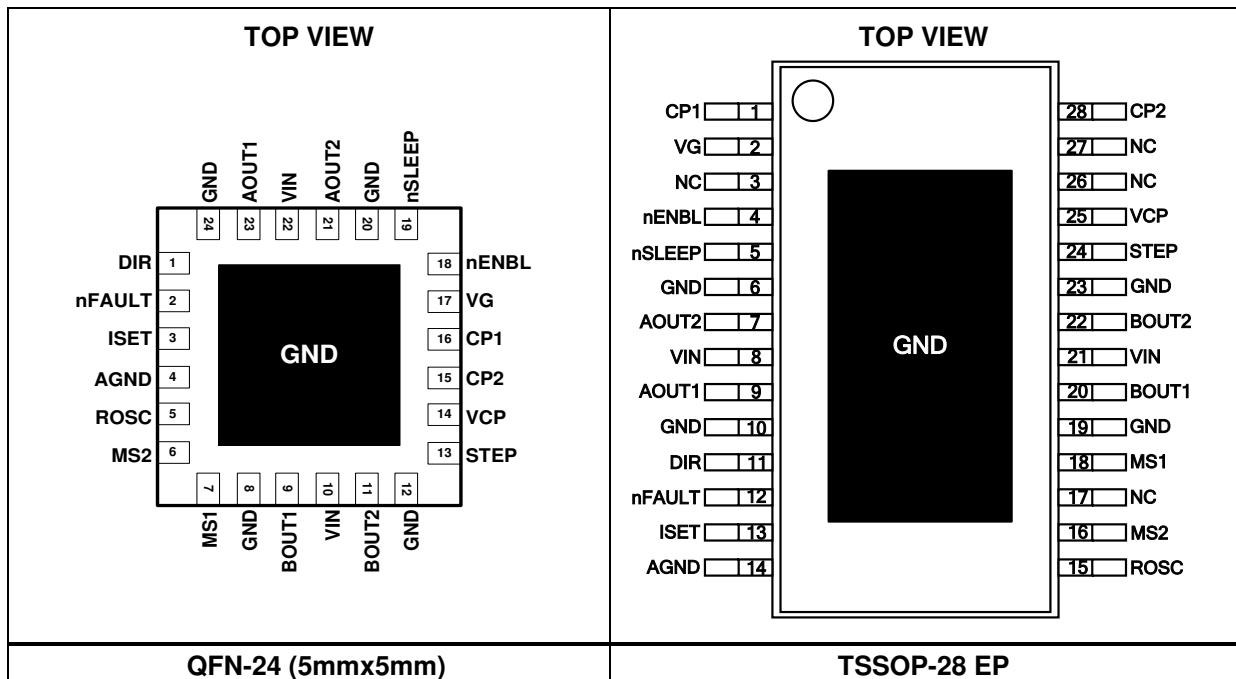 TOP VIEW
GND AOUT1 VIN AOUT2 GND nSLEEP
24 23 22 21 20 19
DIR 1
nFAULT 2
ISET 3
AGND 4
ROSC 5
MS2 6
18 nENBL
17 VG
16 CP1
15 CP2
14 VCP
13 STEP
GND
7 8 9 10 11 12
MS1 GND BOUT1 VIN BOUT2 GND
QFN-24 (5mmx5mm)
TOP VIEW
CP1 1
VG 2
NC 3
nENBL 4
nSLEEP 5
GND 6
AOUT2 7
VIN 8
AOUT1 9
GND 10
DIR 11
nFAULT 12
ISET 13
AGND 14
GND
28 CP2
27 NC
26 NC
25 VCP
24 STEP
23 GND
22 BOUT2
21 VIN
20 BOUT1
19 GND
18 MS1
17 NC
16 MS2
15 ROSC
TSSOP-28 EP